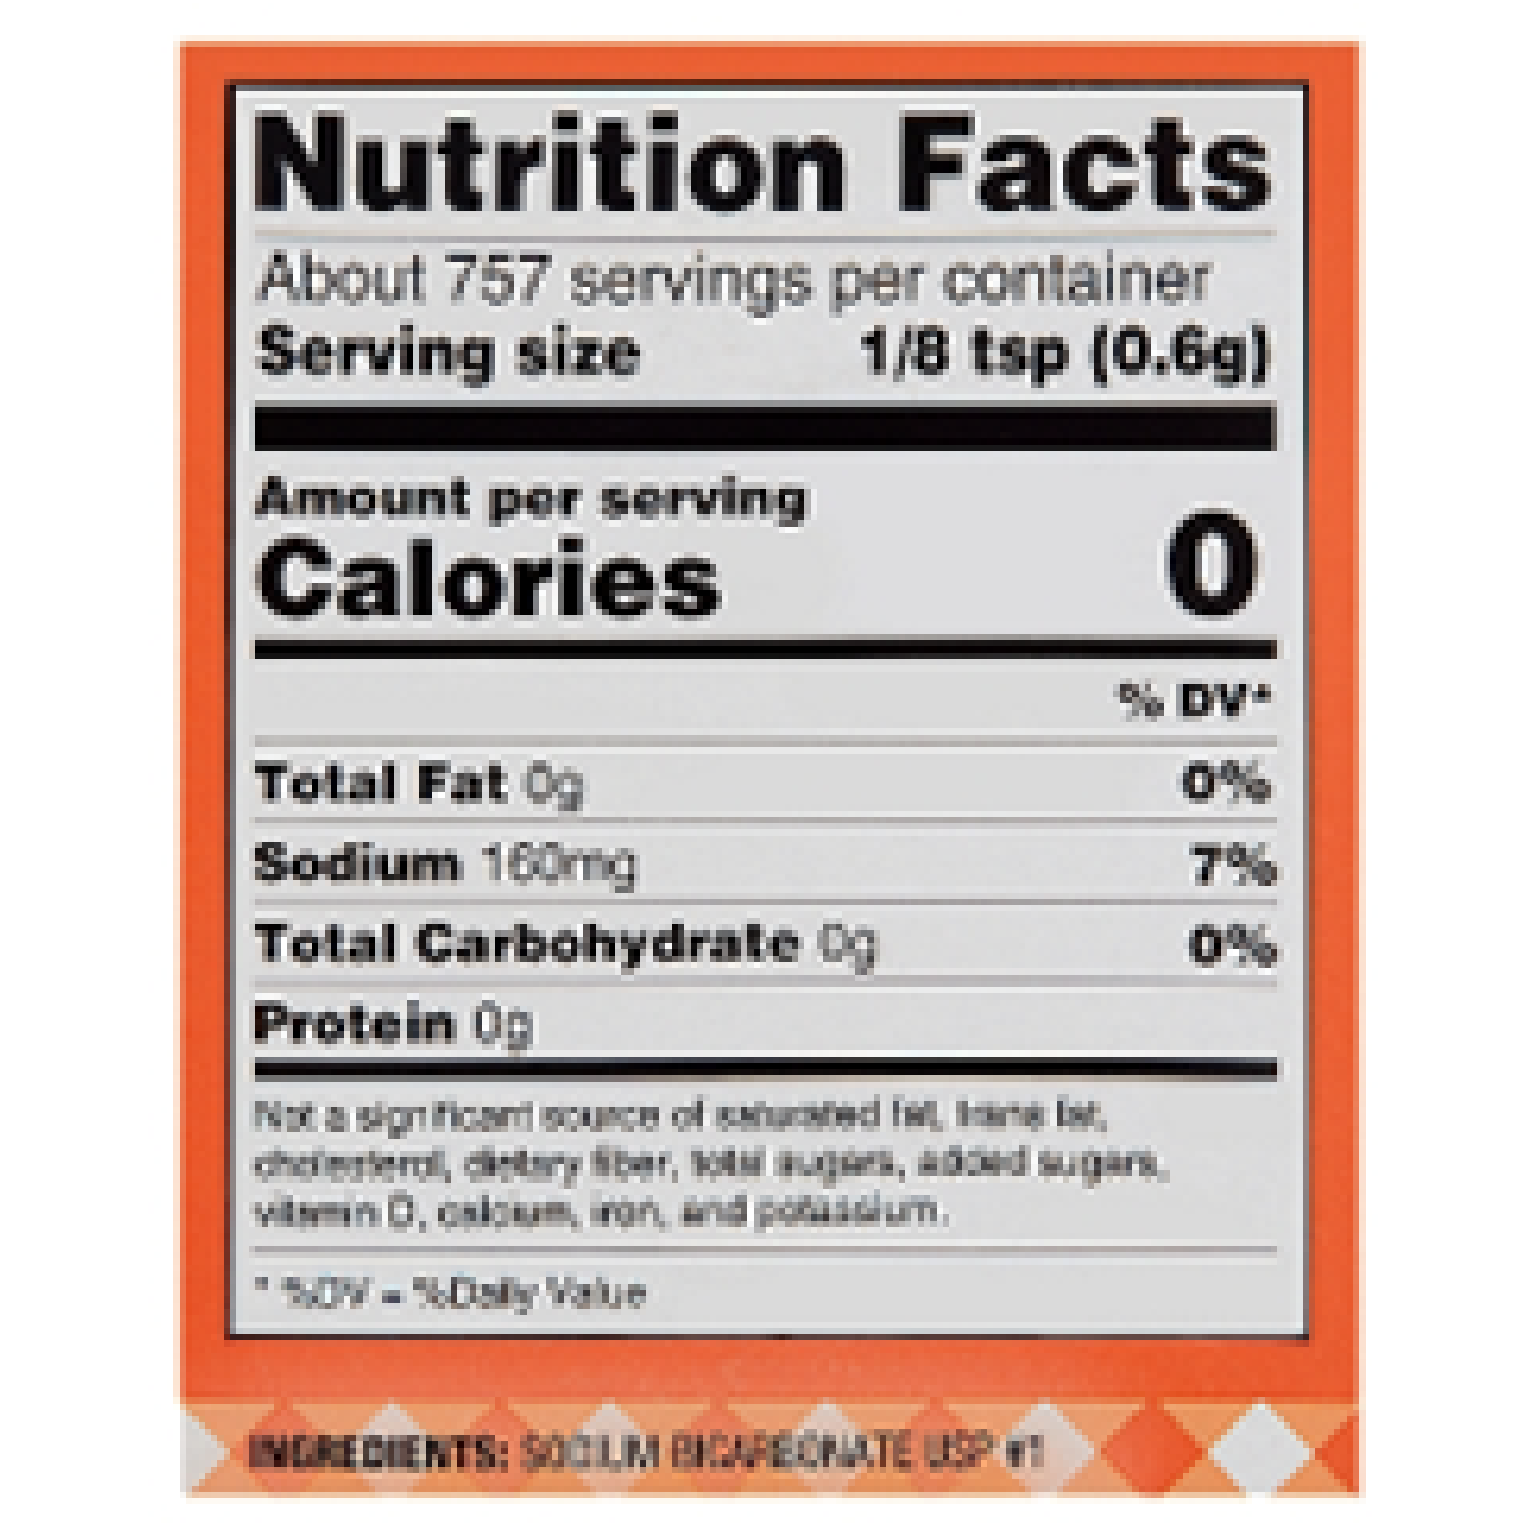 Nutrition Facts
About 757 servings per container
Serving size 1/8 tsp (0.6g)
Amount per serving
Calories 0
% DV*
Total Fat 0g 0%
Sodium 160mg 7%
Total Carbohydrate 0g 0%
Protein 0g
Not a significant source of saturated fat, trans fat,
cholesterol, dietary fiber, total sugars, added sugars,
vitamin D, calcium, iron, and potassium.
* %DV = %Daily Value
INGREDIENTS: SODIUM BICARBONATE USP #1